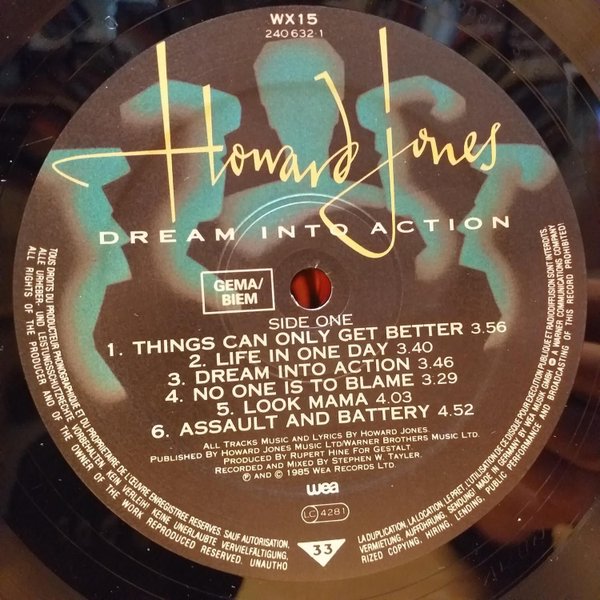 WX15
240 632·1
Howard Jones
DREAM INTO ACTION
GEMA/
BIEM
SIDE ONE
1. THINGS CAN ONLY GET BETTER 3.56
2. LIFE IN ONE DAY 3.40
3. DREAM INTO ACTION 3.46
4. NO ONE IS TO BLAME 3.29
5. LOOK MAMA 4.03
6. ASSAULT AND BATTERY 4.52
ALL TRACKS MUSIC AND LYRICS BY HOWARD JONES.
PUBLISHED BY HOWARD JONES MUSIC LTD/WARNER BROTHERS MUSIC LTD.
PRODUCED BY RUPERT HINE FOR GESTALT.
RECORDED AND MIXED BY STEPHEN W. TAYLER.
℗ AND © 1985 WEA RECORDS LTD.
wea
LC 4281
33
TOUS DROITS DU PRODUCTEUR PHONOGRAPHIQUE ET DU PROPRIETAIRE DE L'ŒUVRE ENREGISTREE RESERVES. SAUF AUTORISATION,
LA DUPLICATION, LA LOCATION, LE PRET, L'UTILISATION DE CE DISQUE POUR EXECUTION PUBLIQUE ET RADIODIFFUSION SONT INTERDITS.
ALLE URHEBER- UND LEISTUNGSSCHUTZRECHTE VORBEHALTEN. KEIN VERLEIH! KEINE UNERLAUBTE VERVIELFÄLTIGUNG,
VERMIETUNG, AUFFÜHRUNG, SENDUNG! MADE IN GERMANY BY WEA MUSIK GMBH. A WARNER COMMUNICATIONS COMPANY
ALL RIGHTS OF THE PRODUCER AND OF THE OWNER OF THE WORK REPRODUCED RESERVED. UNAUTHO
RIZED COPYING, HIRING, LENDING, PUBLIC PERFORMANCE AND BROADCASTING OF THIS RECORD PROHIBITED!